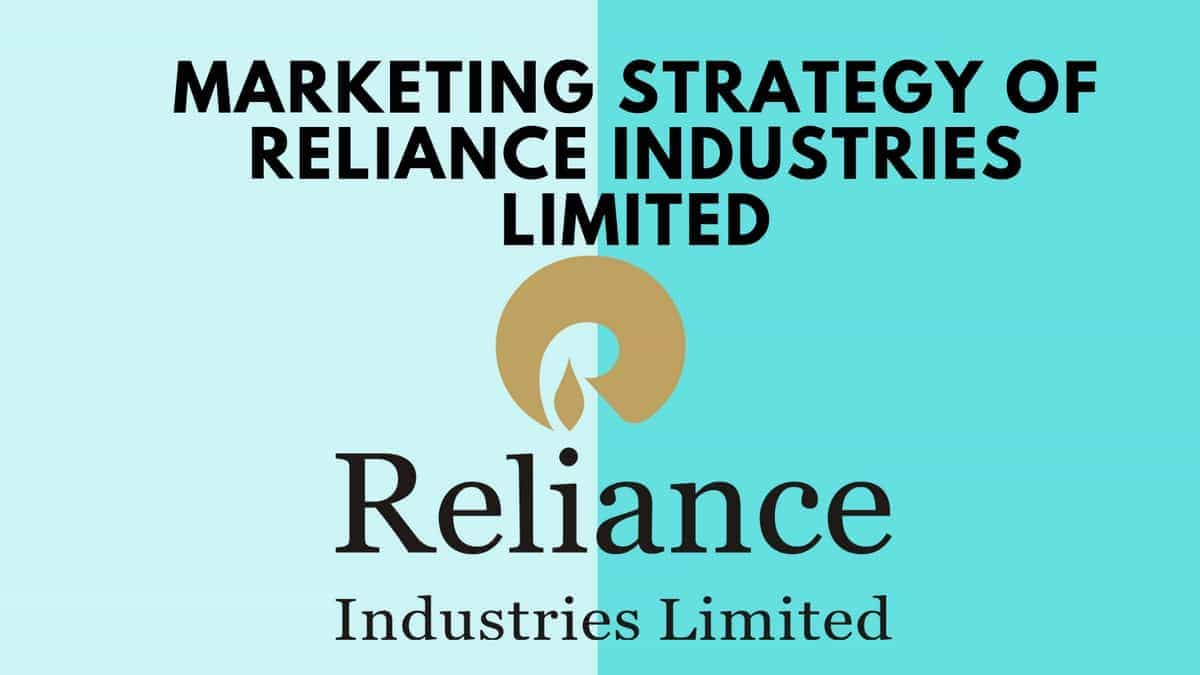 MARKETING STRATEGY OF
RELIANCE INDUSTRIES
LIMITED
Reliance
Industries Limited